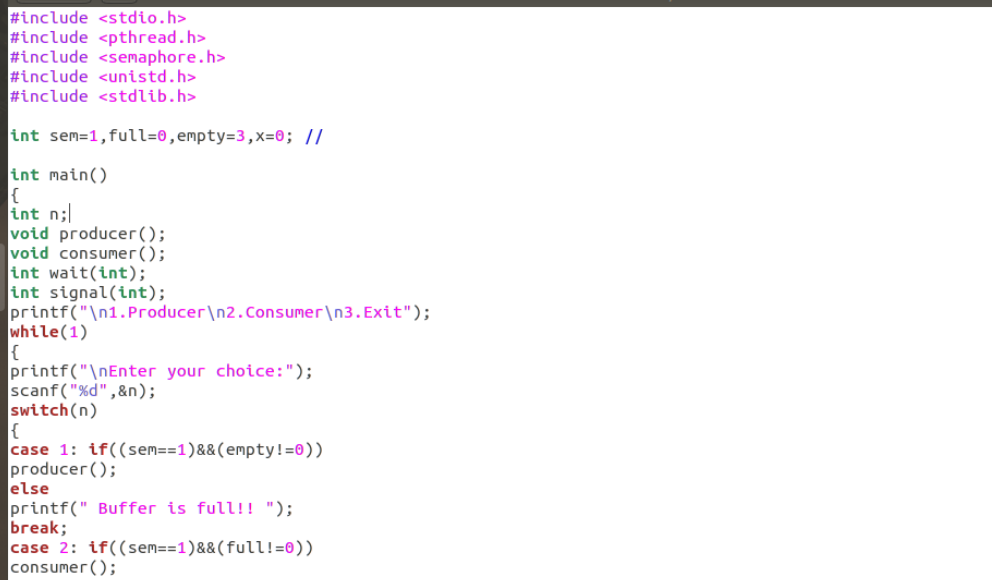 #include <stdio.h>
#include <pthread.h>
#include <semaphore.h>
#include <unistd.h>
#include <stdlib.h>
int sem=1,full=0,empty=3,x=0; //
int main()
{
int n;
void producer();
void consumer();
int wait(int);
int signal(int);
printf("\n1.Producer\n2.Consumer\n3.Exit");
while(1)
{
printf("\nEnter your choice:");
scanf("%d",&n);
switch(n)
{
case 1: if((sem==1)&&(empty!=0))
producer();
else
printf(" Buffer is full!! ");
break;
case 2: if((sem==1)&&(full!=0))
consumer();